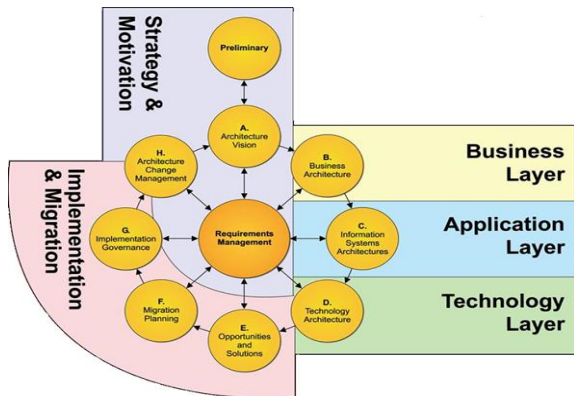 Strategy &
Motivation
Preliminary
A.
Architecture
Vision
H.
Architecture
Change
Management
B.
Business
Architecture
Business
Layer
Implementation
& Migration
G.
Implementation
Governance
Requirements
Management
C.
Information
Systems
Architectures
Application
Layer
F.
Migration
Planning
D.
Technology
Architecture
Technology
Layer
E.
Opportunities
and
Solutions